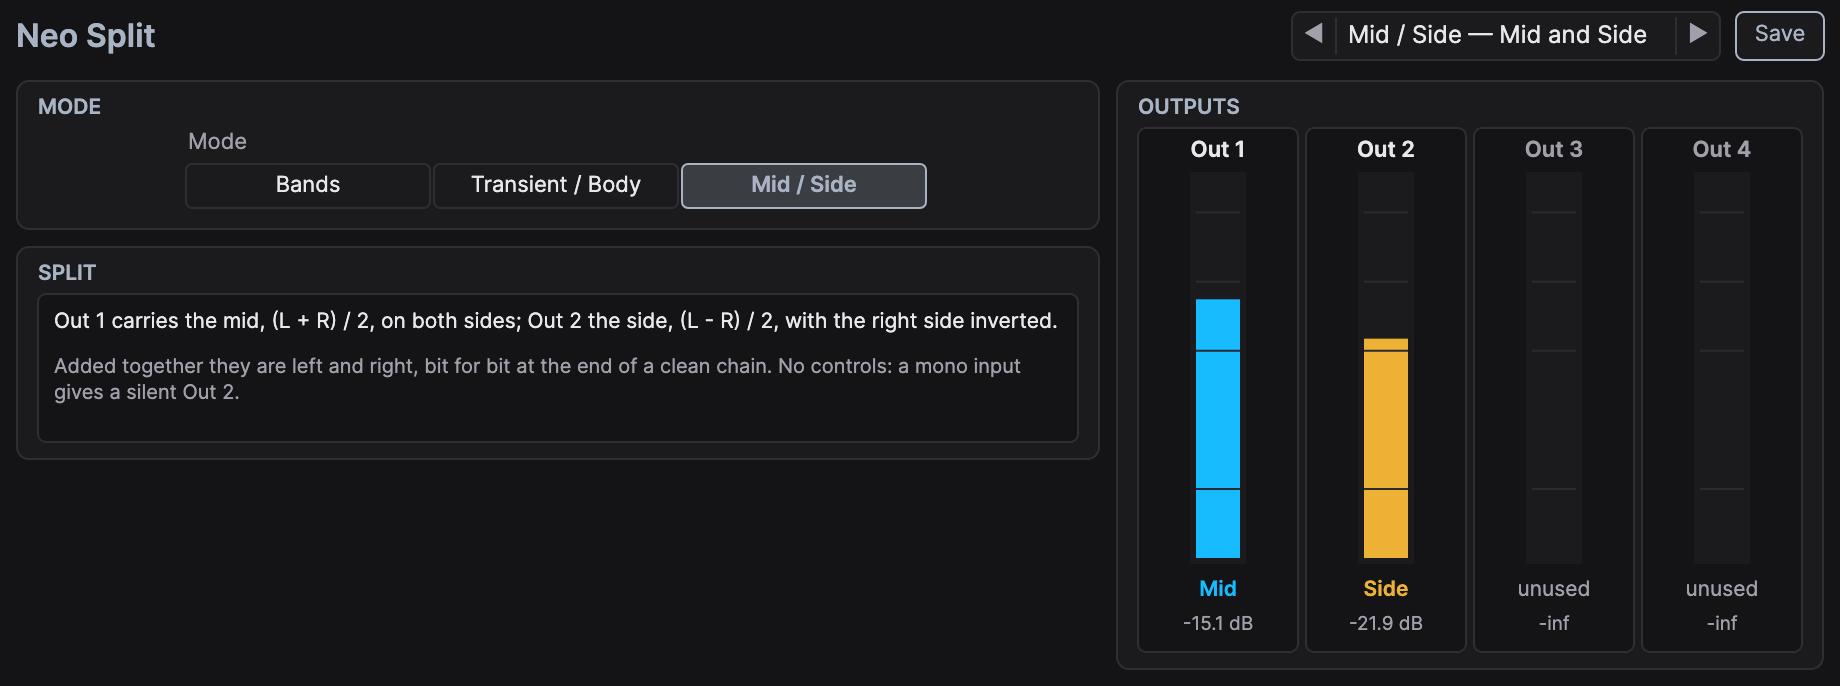 Neo Split
Mid / Side — Mid and Side
Save
MODE
Mode
Bands
Transient / Body
Mid / Side
SPLIT
Out 1 carries the mid, (L + R) / 2, on both sides; Out 2 the side, (L - R) / 2, with the right side inverted.
Added together they are left and right, bit for bit at the end of a clean chain. No controls: a mono input
gives a silent Out 2.
OUTPUTS
Out 1
Out 2
Out 3
Out 4
Mid
Side
unused
unused
-15.1 dB
-21.9 dB
-inf
-inf